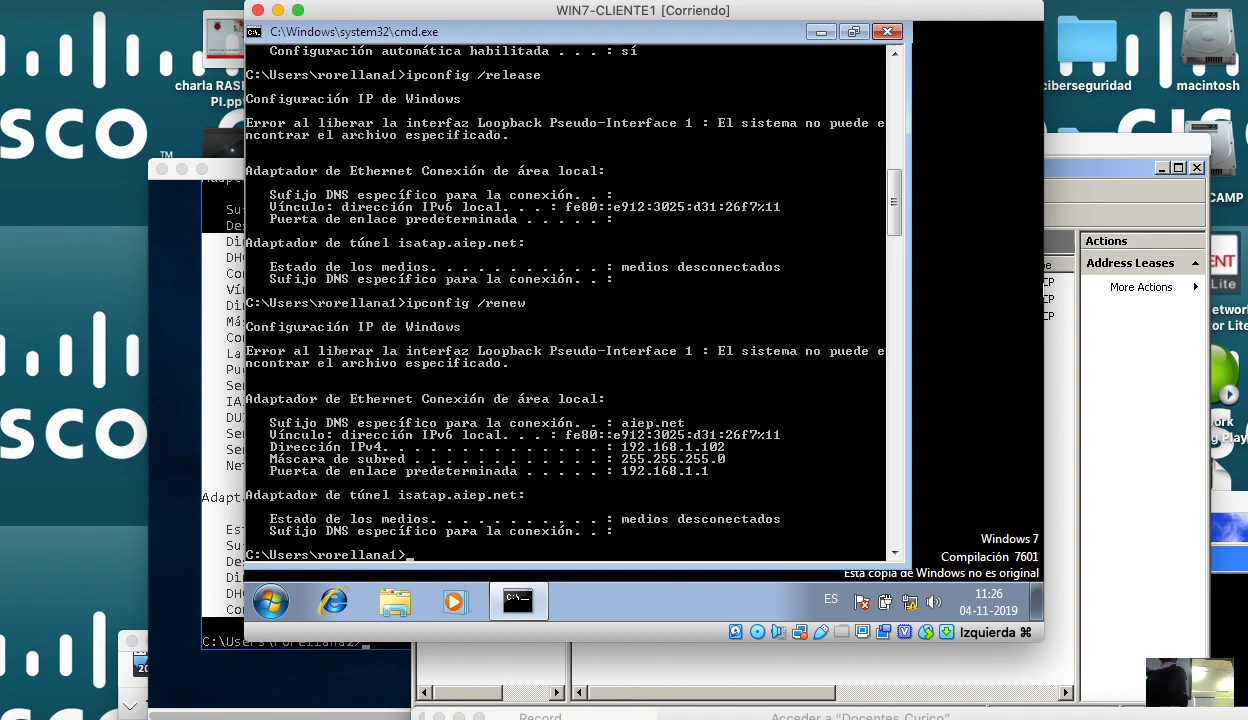 WIN7-CLIENTE1 [Corriendo]
C:\Windows\system32\cmd.exe
Configuración automática habilitada . . . : sí
C:\Users\rorellana1>ipconfig /release
Configuración IP de Windows
Error al liberar la interfaz Loopback Pseudo-Interface 1 : El sistema no puede e
ncontrar el archivo especificado.
Adaptador de Ethernet Conexión de área local:
Sufijo DNS específico para la conexión. . :
Vínculo: dirección IPv6 local. . . : fe80::e912:3025:d31:26f7%11
Puerta de enlace predeterminada . . . . . :
Adaptador de túnel isatap.aiep.net:
Estado de los medios. . . . . . . . . . . : medios desconectados
Sufijo DNS específico para la conexión. . :
C:\Users\rorellana1>ipconfig /renew
Configuración IP de Windows
Error al liberar la interfaz Loopback Pseudo-Interface 1 : El sistema no puede e
ncontrar el archivo especificado.
Adaptador de Ethernet Conexión de área local:
Sufijo DNS específico para la conexión. . : aiep.net
Vínculo: dirección IPv6 local. . . : fe80::e912:3025:d31:26f7%11
Dirección IPv4. . . . . . . . . . . . . . : 192.168.1.102
Máscara de subred . . . . . . . . . . . . : 255.255.255.0
Puerta de enlace predeterminada . . . . . : 192.168.1.1
Adaptador de túnel isatap.aiep.net:
Estado de los medios. . . . . . . . . . . : medios desconectados
Sufijo DNS específico para la conexión. . :
C:\Users\rorellana1>_
Windows 7
Compilación 7601
Esta copia de Windows no es original
ES
11:26
04-11-2019
Izquierda ⌘
charla RAS
PI.pp
ciberseguridad
macintosh
CAMP
Actions
Address Leases
More Actions
Adapt
C:\Users\rorellana2>
Record
Acceder a “Docentes Curico”